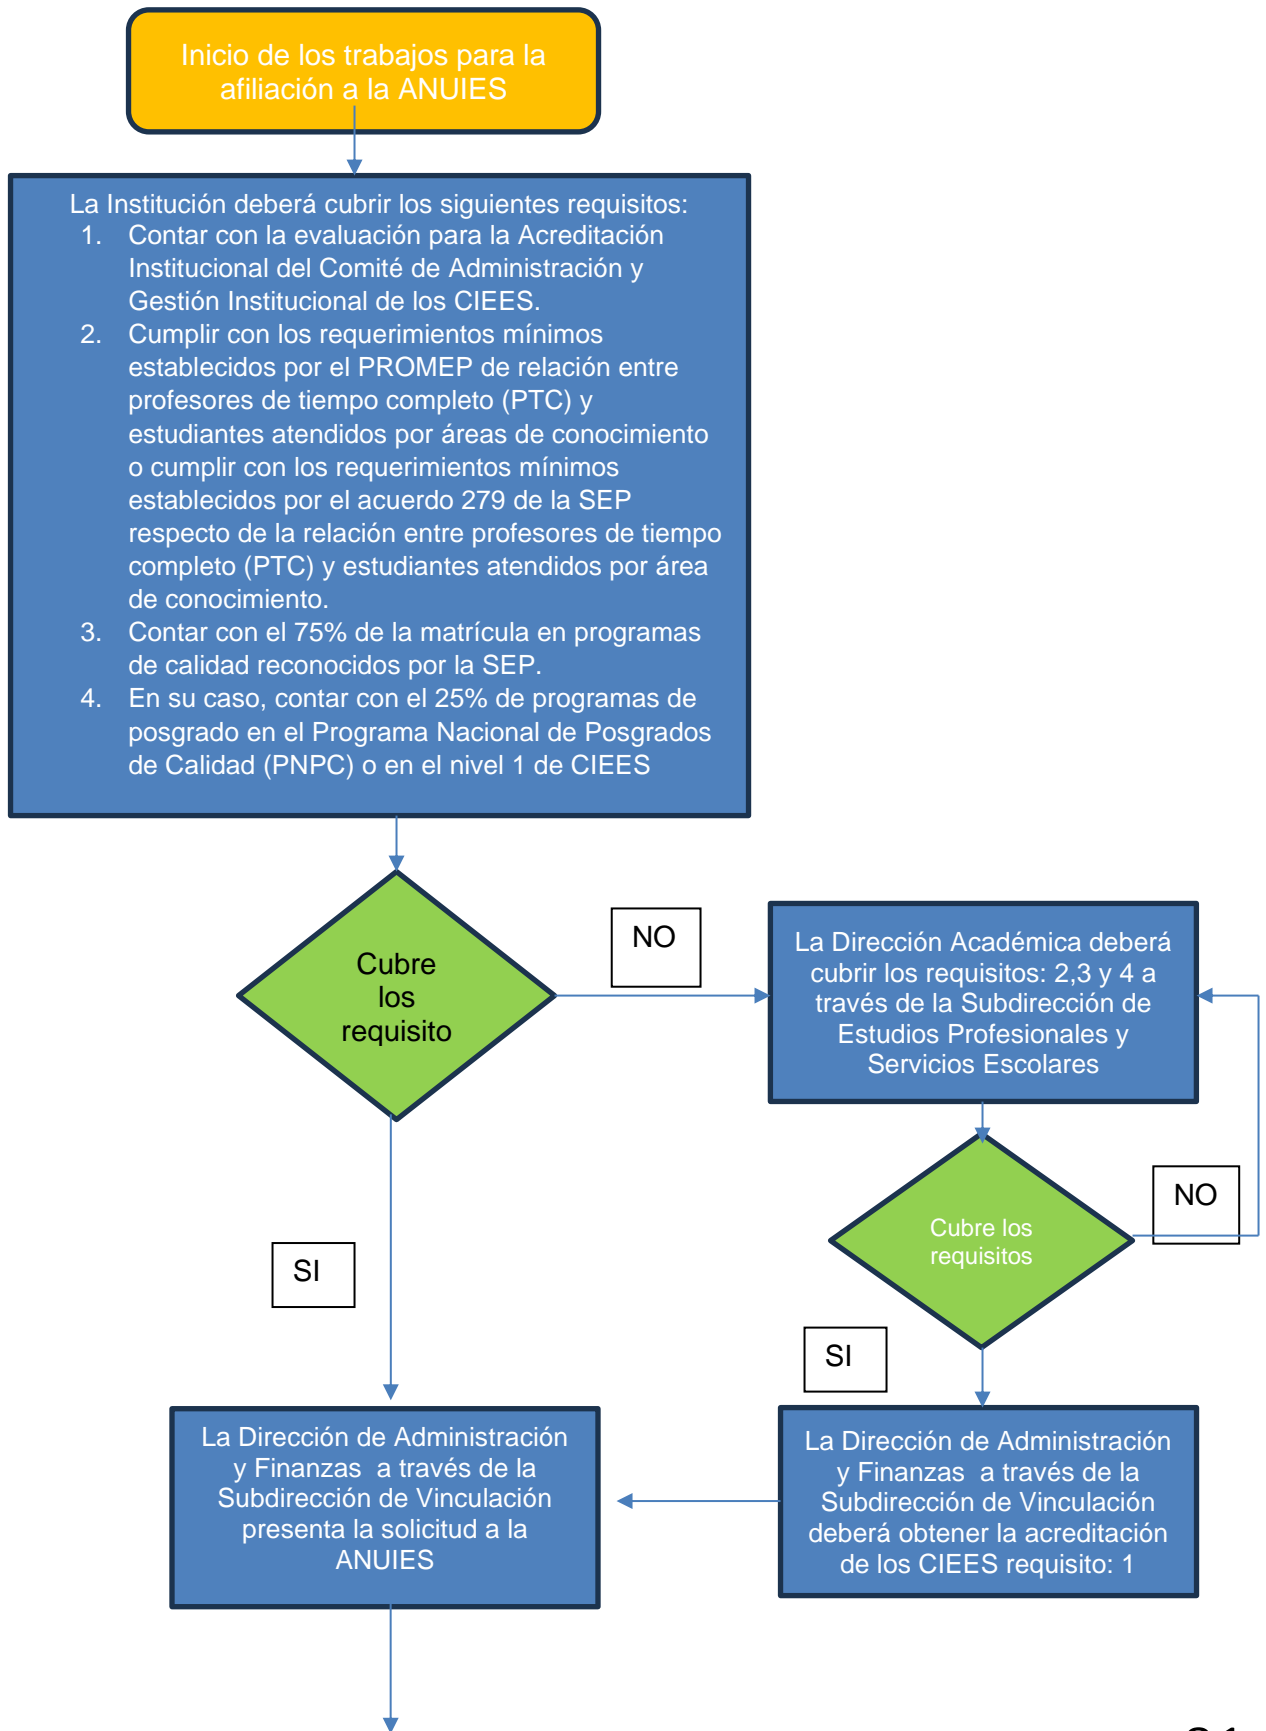 Inicio de los trabajos para la
afiliación a la ANUIES
La Institución deberá cubrir los siguientes requisitos:
1. Contar con la evaluación para la Acreditación
Institucional del Comité de Administración y
Gestión Institucional de los CIEES.
2. Cumplir con los requerimientos mínimos
establecidos por el PROMEP de relación entre
profesores de tiempo completo (PTC) y
estudiantes atendidos por áreas de conocimiento
o cumplir con los requerimientos mínimos
establecidos por el acuerdo 279 de la SEP
respecto de la relación entre profesores de tiempo
completo (PTC) y estudiantes atendidos por área
de conocimiento.
3. Contar con el 75% de la matrícula en programas
de calidad reconocidos por la SEP.
4. En su caso, contar con el 25% de programas de
posgrado en el Programa Nacional de Posgrados
de Calidad (PNPC) o en el nivel 1 de CIEES
Cubre
los
requisito
NO
La Dirección Académica deberá
cubrir los requisitos: 2,3 y 4 a
través de la Subdirección de
Estudios Profesionales y
Servicios Escolares
Cubre los
requisitos
NO
SI
SI
La Dirección de Administración
y Finanzas a través de la
Subdirección de Vinculación
presenta la solicitud a la
ANUIES
La Dirección de Administración
y Finanzas a través de la
Subdirección de Vinculación
deberá obtener la acreditación
de los CIEES requisito: 1